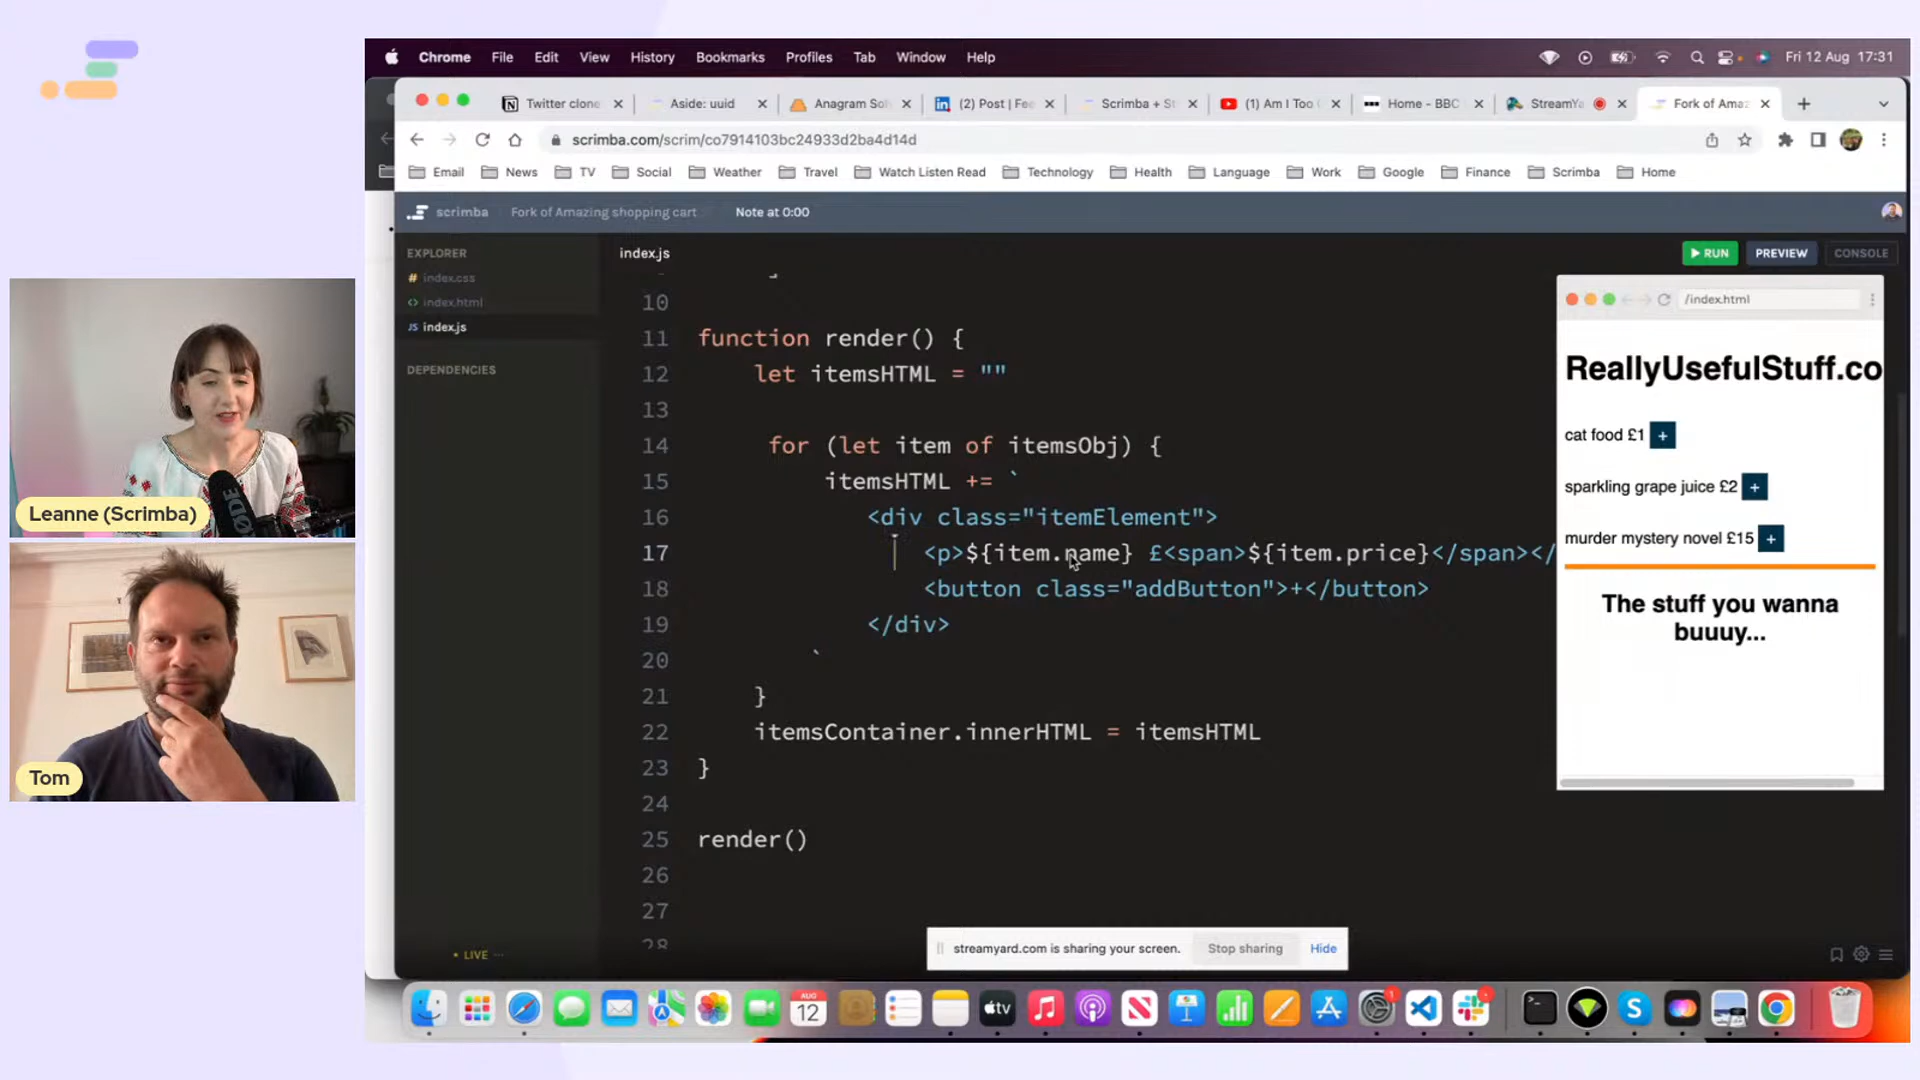 Chrome File Edit View History Bookmarks Profiles Tab Window Help Fri 12 Aug 17:31
Twitter clone Aside: uuid Anagram Sol (2) Post | Fee Scrimba + St (1) Am I Too Home - BBC StreamYa Fork of Amaz
scrimba.com/scrim/co7914103bc24933d2ba4d14d
Email News TV Social Weather Travel Watch Listen Read Technology Health Language Work Google Finance Scrimba Home
scrimba Fork of Amazing shopping cart Note at 0:00
EXPLORER
index.css
index.html
JS index.js
DEPENDENCIES
LIVE
index.js
RUN PREVIEW CONSOLE
10
11 function render() {
12 let itemsHTML = ""
13
14 for (let item of itemsObj) {
15 itemsHTML += `
16 <div class="itemElement">
17 <p>${item.name} £<span>${item.price}</span></
18 <button class="addButton">+</button>
19 </div>
20 `
21 }
22 itemsContainer.innerHTML = itemsHTML
23 }
24
25 render()
26
27
28
/index.html
ReallyUsefulStuff.co
cat food £1 +
sparkling grape juice £2 +
murder mystery novel £15 +
The stuff you wanna
buuuy...
Leanne (Scrimba)
RØDE
Tom
streamyard.com is sharing your screen. Stop sharing Hide
AUG
12
tv
1